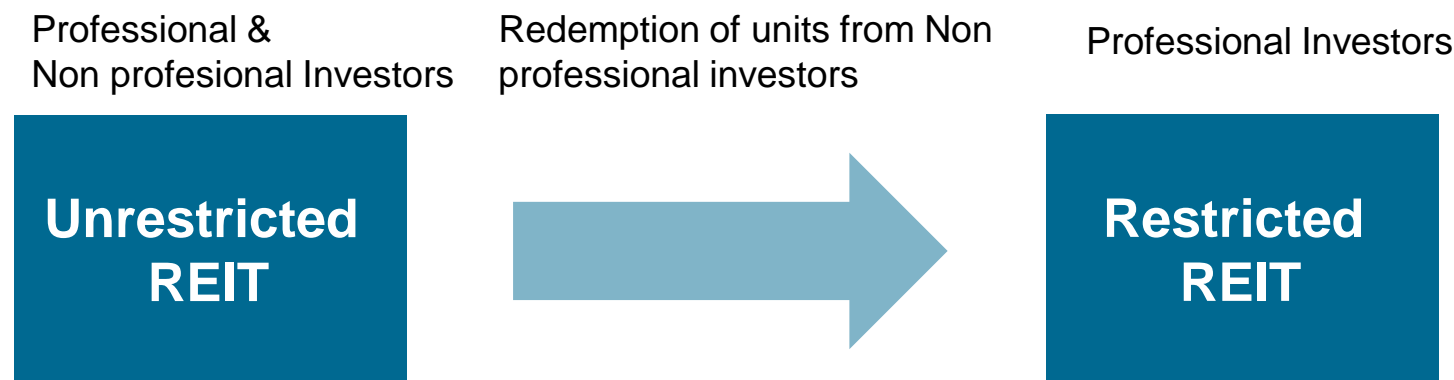 Professional &
Non profesional Investors
Redemption of units from Non
professional investors
Professional Investors
Unrestricted
REIT
Restricted
REIT